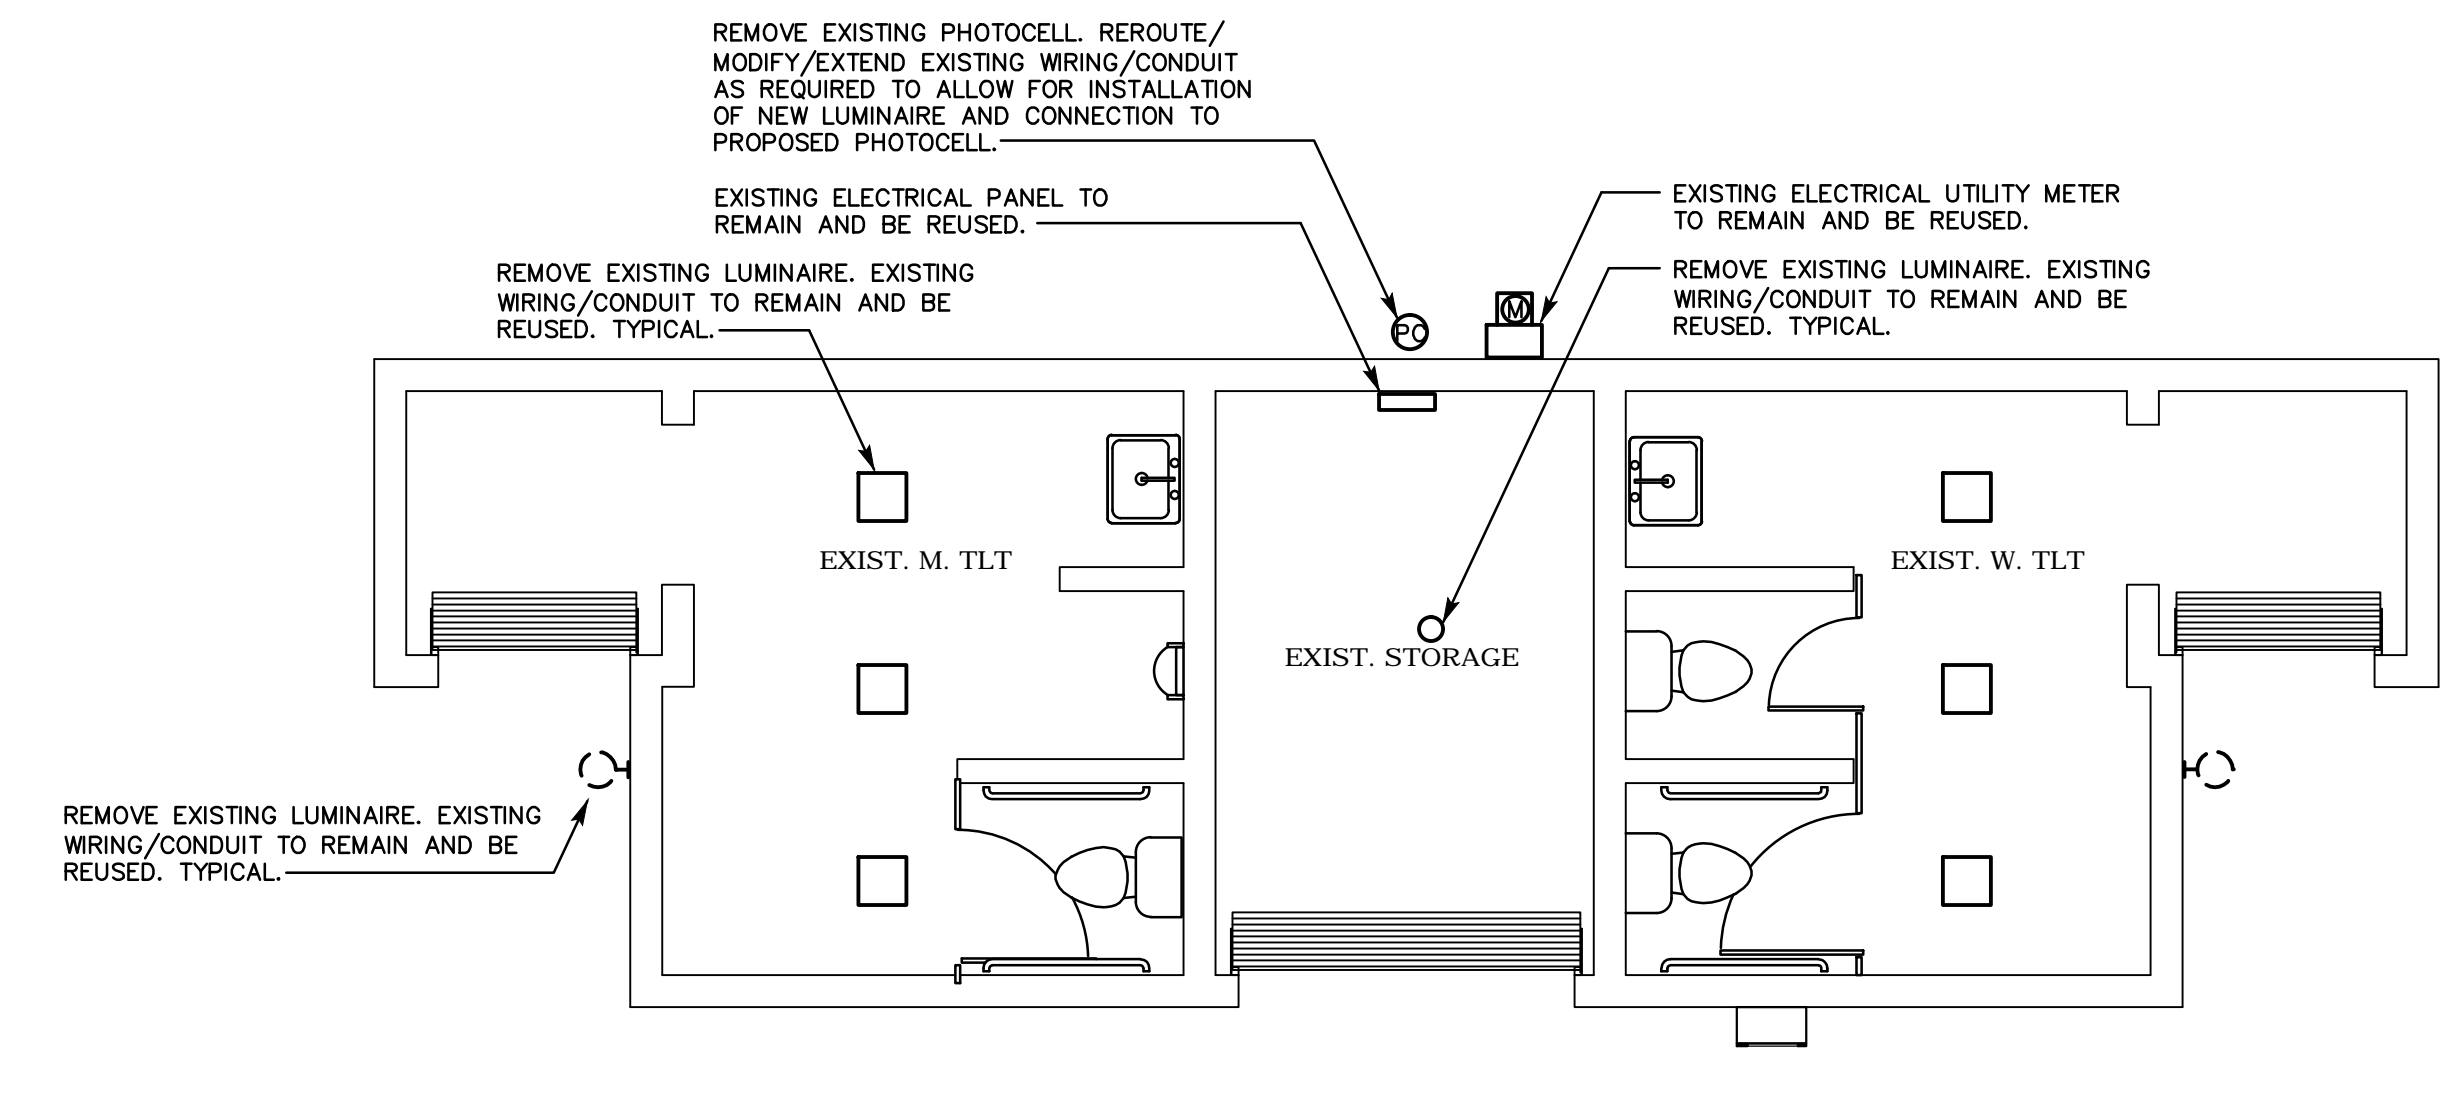 REMOVE EXISTING PHOTOCELL. REROUTE/
MODIFY/EXTEND EXISTING WIRING/CONDUIT
AS REQUIRED TO ALLOW FOR INSTALLATION
OF NEW LUMINAIRE AND CONNECTION TO
PROPOSED PHOTOCELL.
EXISTING ELECTRICAL PANEL TO
REMAIN AND BE REUSED.
EXISTING ELECTRICAL UTILITY METER
TO REMAIN AND BE REUSED.
REMOVE EXISTING LUMINAIRE. EXISTING
WIRING/CONDUIT TO REMAIN AND BE
REUSED. TYPICAL.
REMOVE EXISTING LUMINAIRE. EXISTING
WIRING/CONDUIT TO REMAIN AND BE
REUSED. TYPICAL.
M
PC
EXIST. M. TLT
EXIST. W. TLT
EXIST. STORAGE
REMOVE EXISTING LUMINAIRE. EXISTING
WIRING/CONDUIT TO REMAIN AND BE
REUSED. TYPICAL.